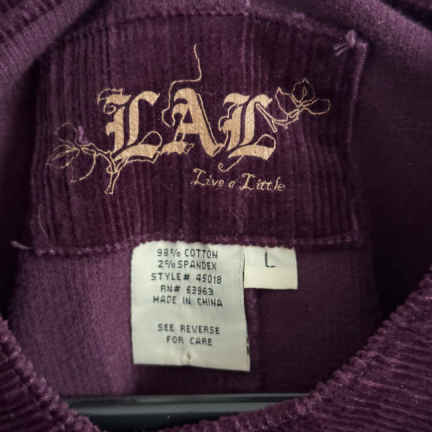 LAL
Live a Little
98% COTTON
2% SPANDEX
STYLE# 45018
RN# 63963
MADE IN CHINA
SEE REVERSE
FOR CARE
L